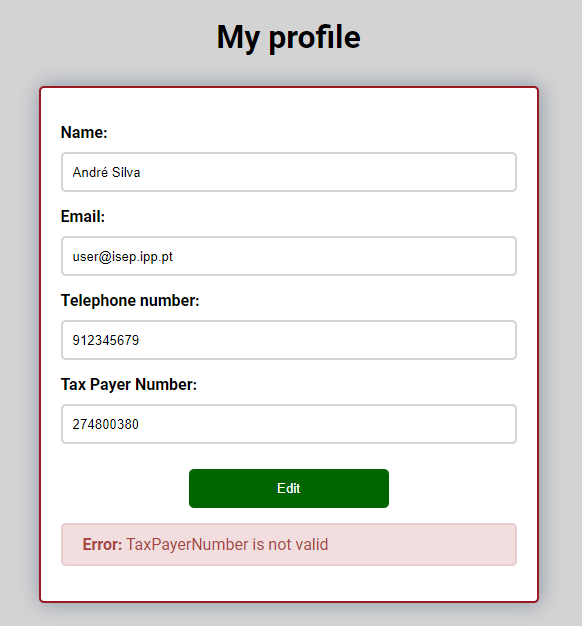 My profile
Name:
André Silva
Email:
user@isep.ipp.pt
Telephone number:
912345679
Tax Payer Number:
274800380
Edit
Error: TaxPayerNumber is not valid